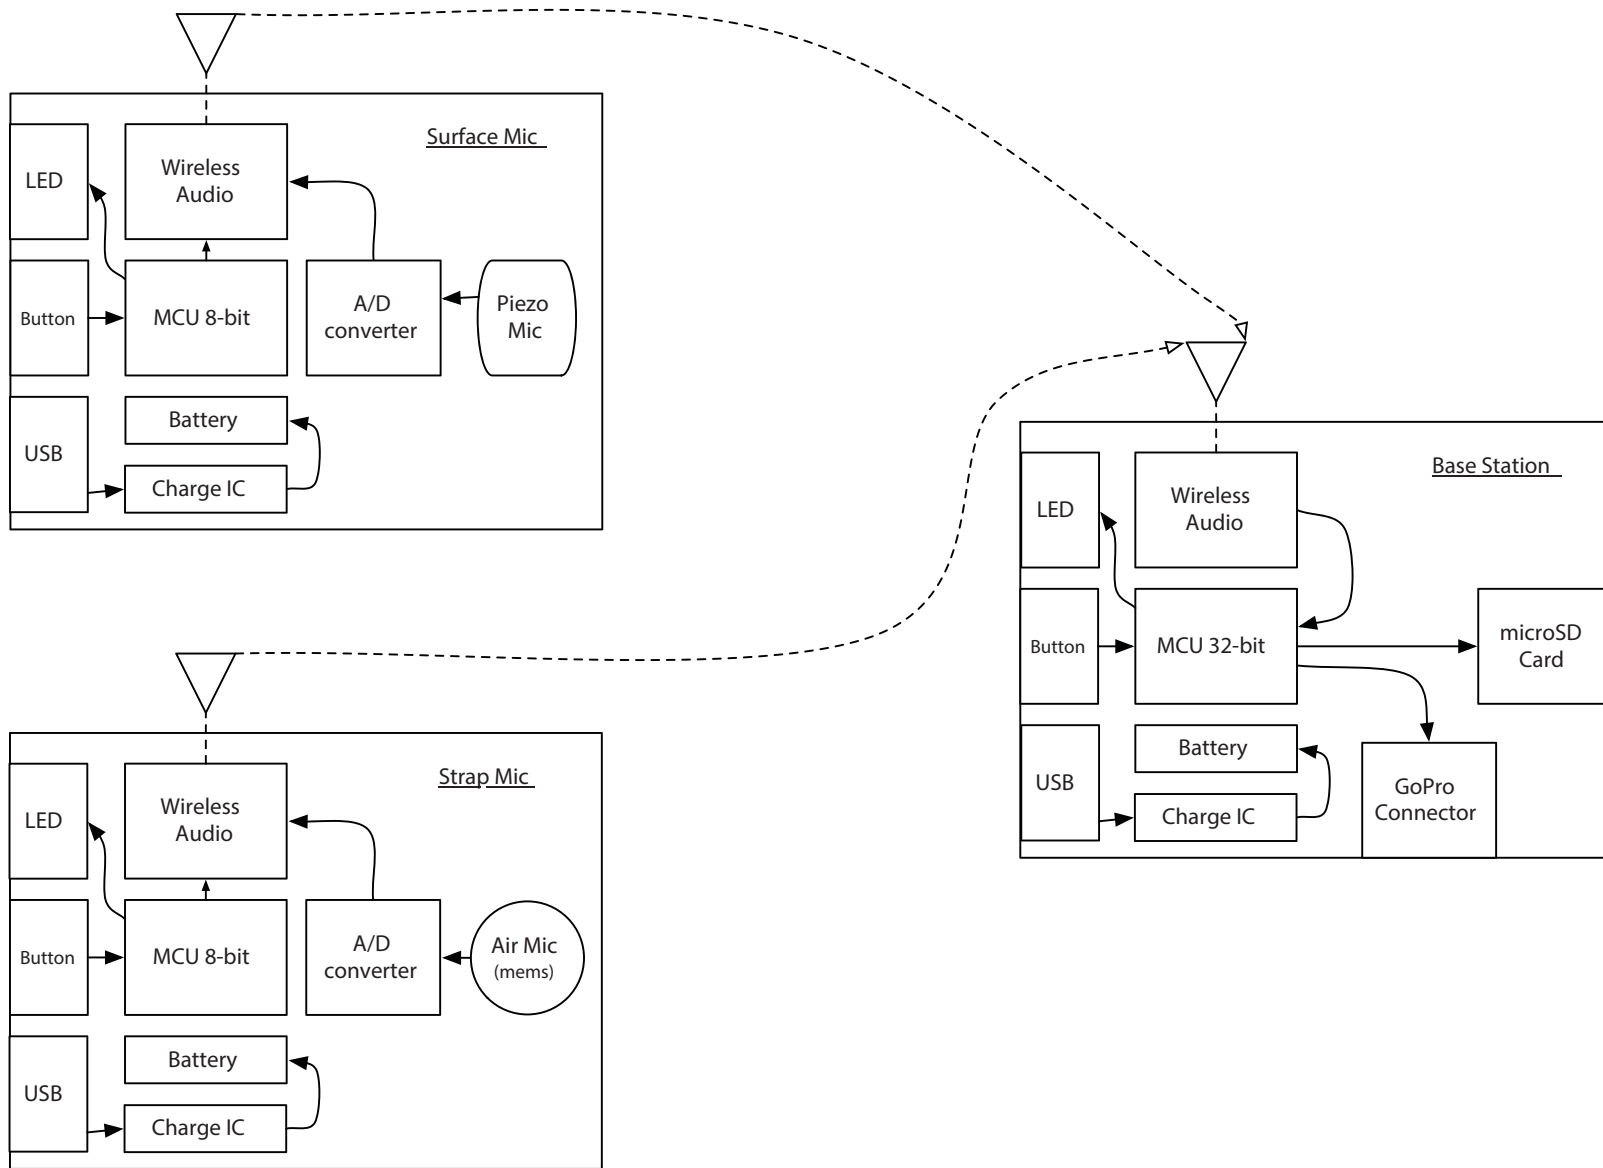 Surface Mic
LED
Wireless
Audio
Button
MCU 8-bit
A/D
converter
Piezo
Mic
USB
Battery
Charge IC
Base Station
LED
Wireless
Audio
Button
MCU 32-bit
microSD
Card
USB
Battery
Charge IC
GoPro
Connector
Strap Mic
LED
Wireless
Audio
Button
MCU 8-bit
A/D
converter
Air Mic
(mems)
USB
Battery
Charge IC